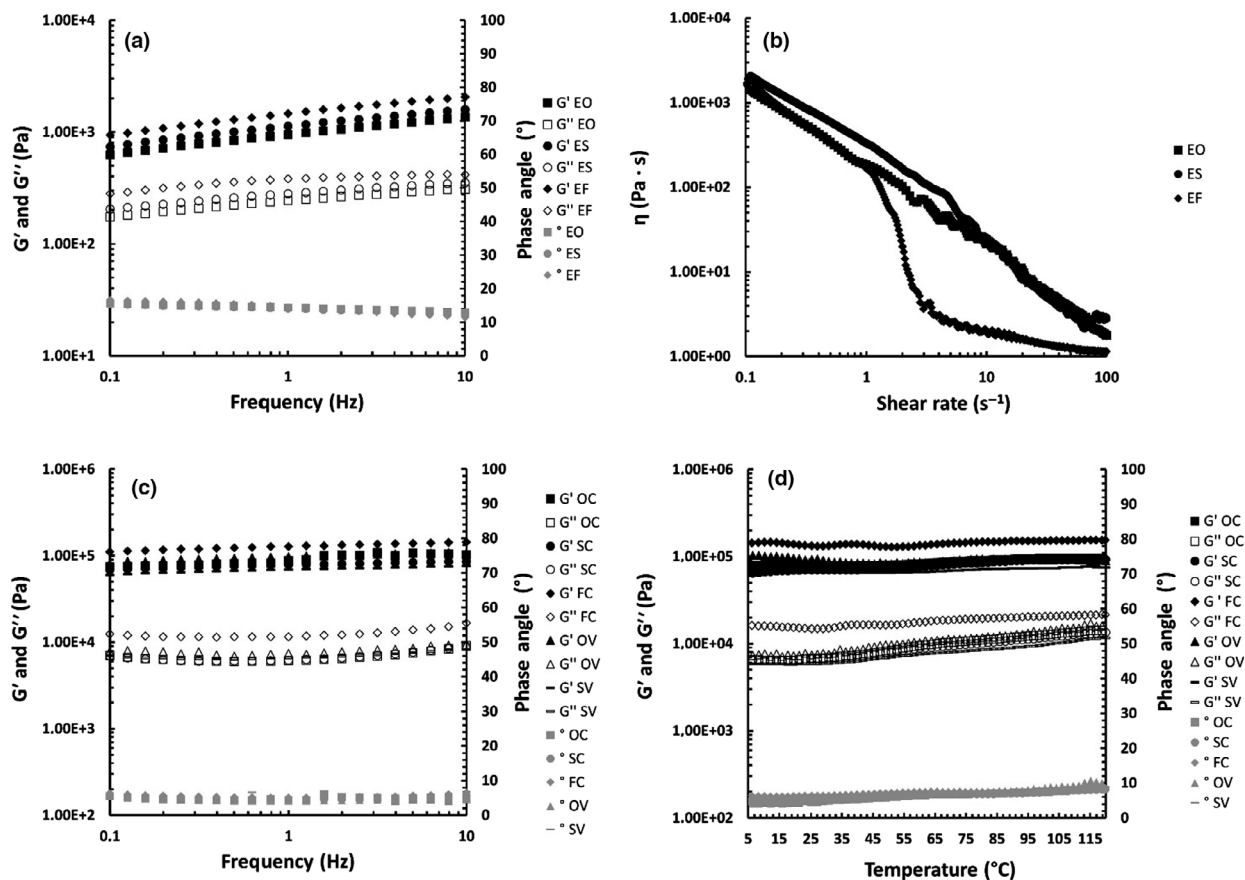 (a)
1.00E+4
1.00E+3
1.00E+2
1.00E+1
G′ and G′′ (Pa)
100
90
80
70
60
50
40
30
20
10
0
Phase angle (°)
0.1
1
10
Frequency (Hz)
G' EO
G'' EO
G' ES
G'' ES
G' EF
G'' EF
° EO
° ES
° EF
(b)
1.00E+04
1.00E+03
1.00E+02
1.00E+01
1.00E+00
η (Pa · s)
0.1
1
10
100
Shear rate (s⁻¹)
EO
ES
EF
(c)
1.00E+6
1.00E+5
1.00E+4
1.00E+3
1.00E+2
G′ and G′′ (Pa)
100
90
80
70
60
50
40
30
20
10
0
Phase angle (°)
0.1
1
10
Frequency (Hz)
G' OC
G'' OC
G' SC
G'' SC
G' FC
G'' FC
G' OV
G'' OV
G' SV
G'' SV
° OC
° SC
° FC
° OV
° SV
(d)
1,00E+06
1,00E+05
1,00E+04
1,00E+03
1,00E+02
G′ and G′′ (Pa)
100
90
80
70
60
50
40
30
20
10
0
Phase angle (°)
5 15 25 35 45 55 65 75 85 95 105 115
Temperature (°C)
G' OC
G'' OC
G' SC
G'' SC
G' FC
G'' FC
G' OV
G'' OV
G' SV
G'' SV
° OC
° SC
° FC
° OV
° SV